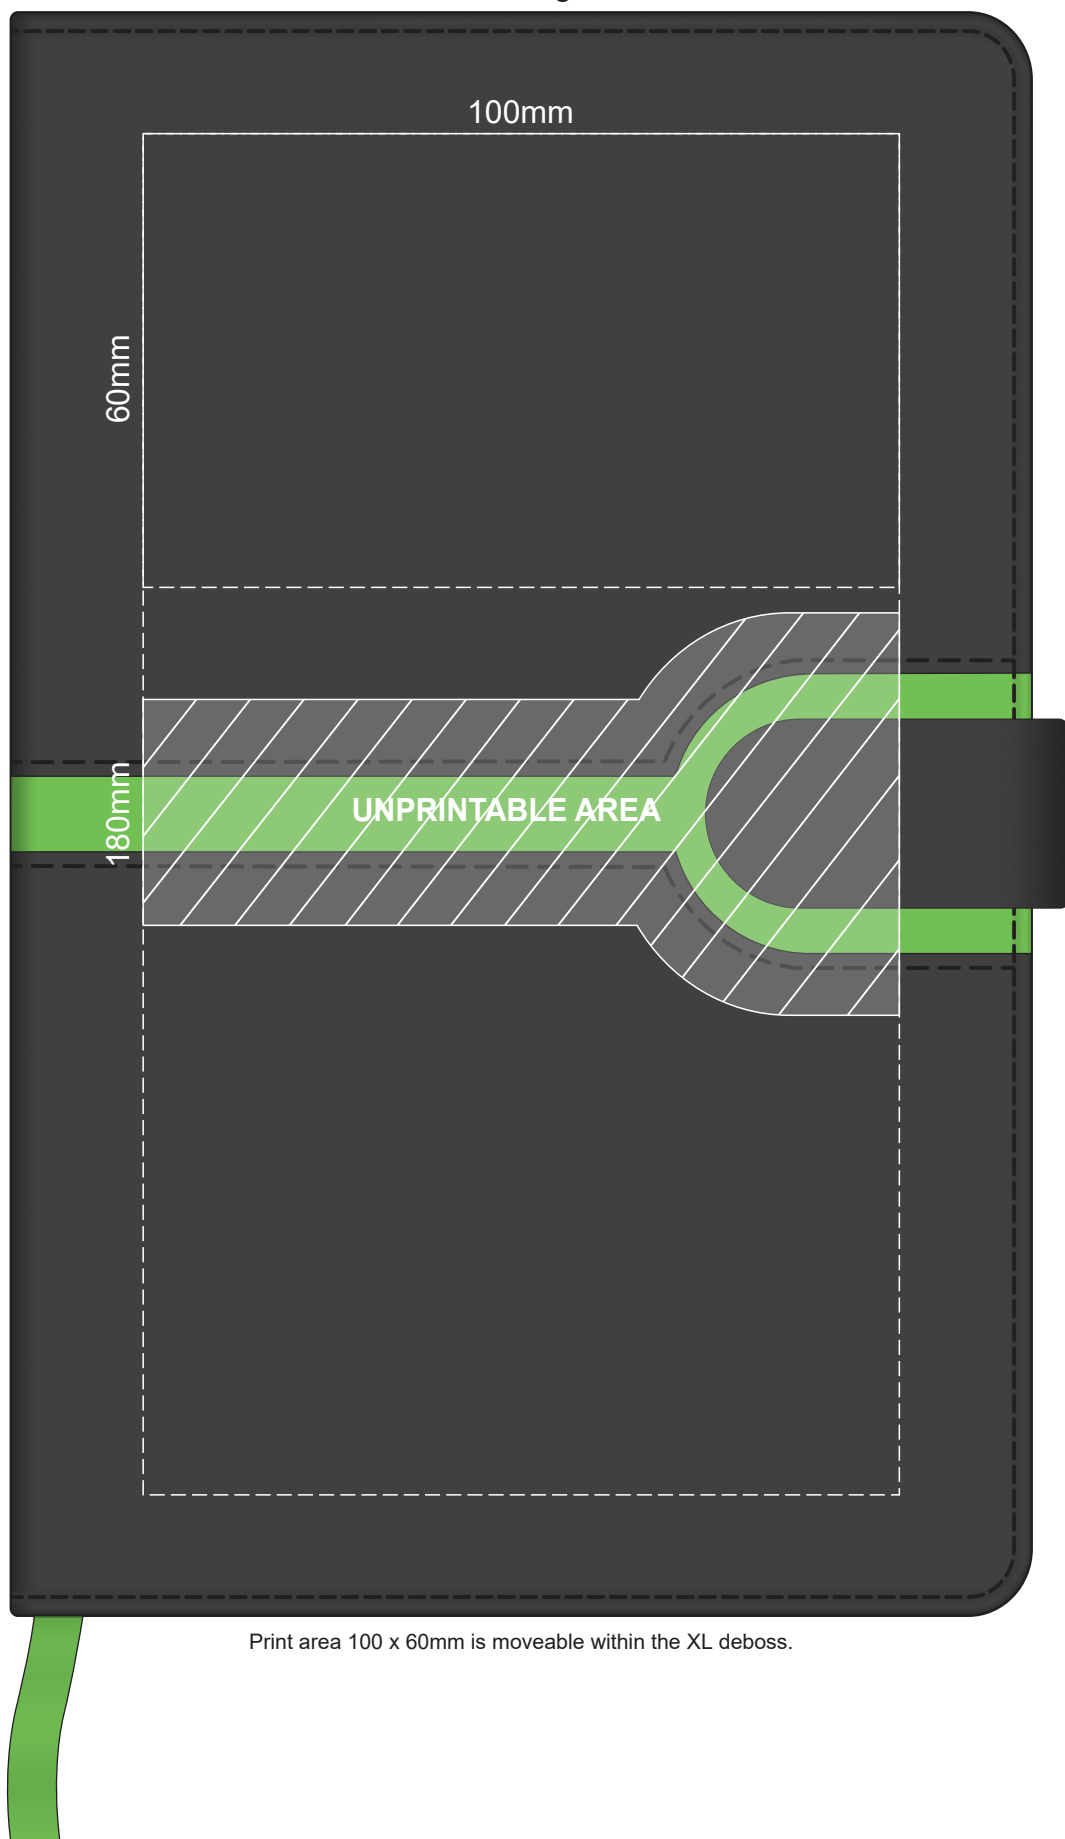 100mm
60mm
180mm
UNPRINTABLE AREA
Print area 100 x 60mm is moveable within the XL deboss.